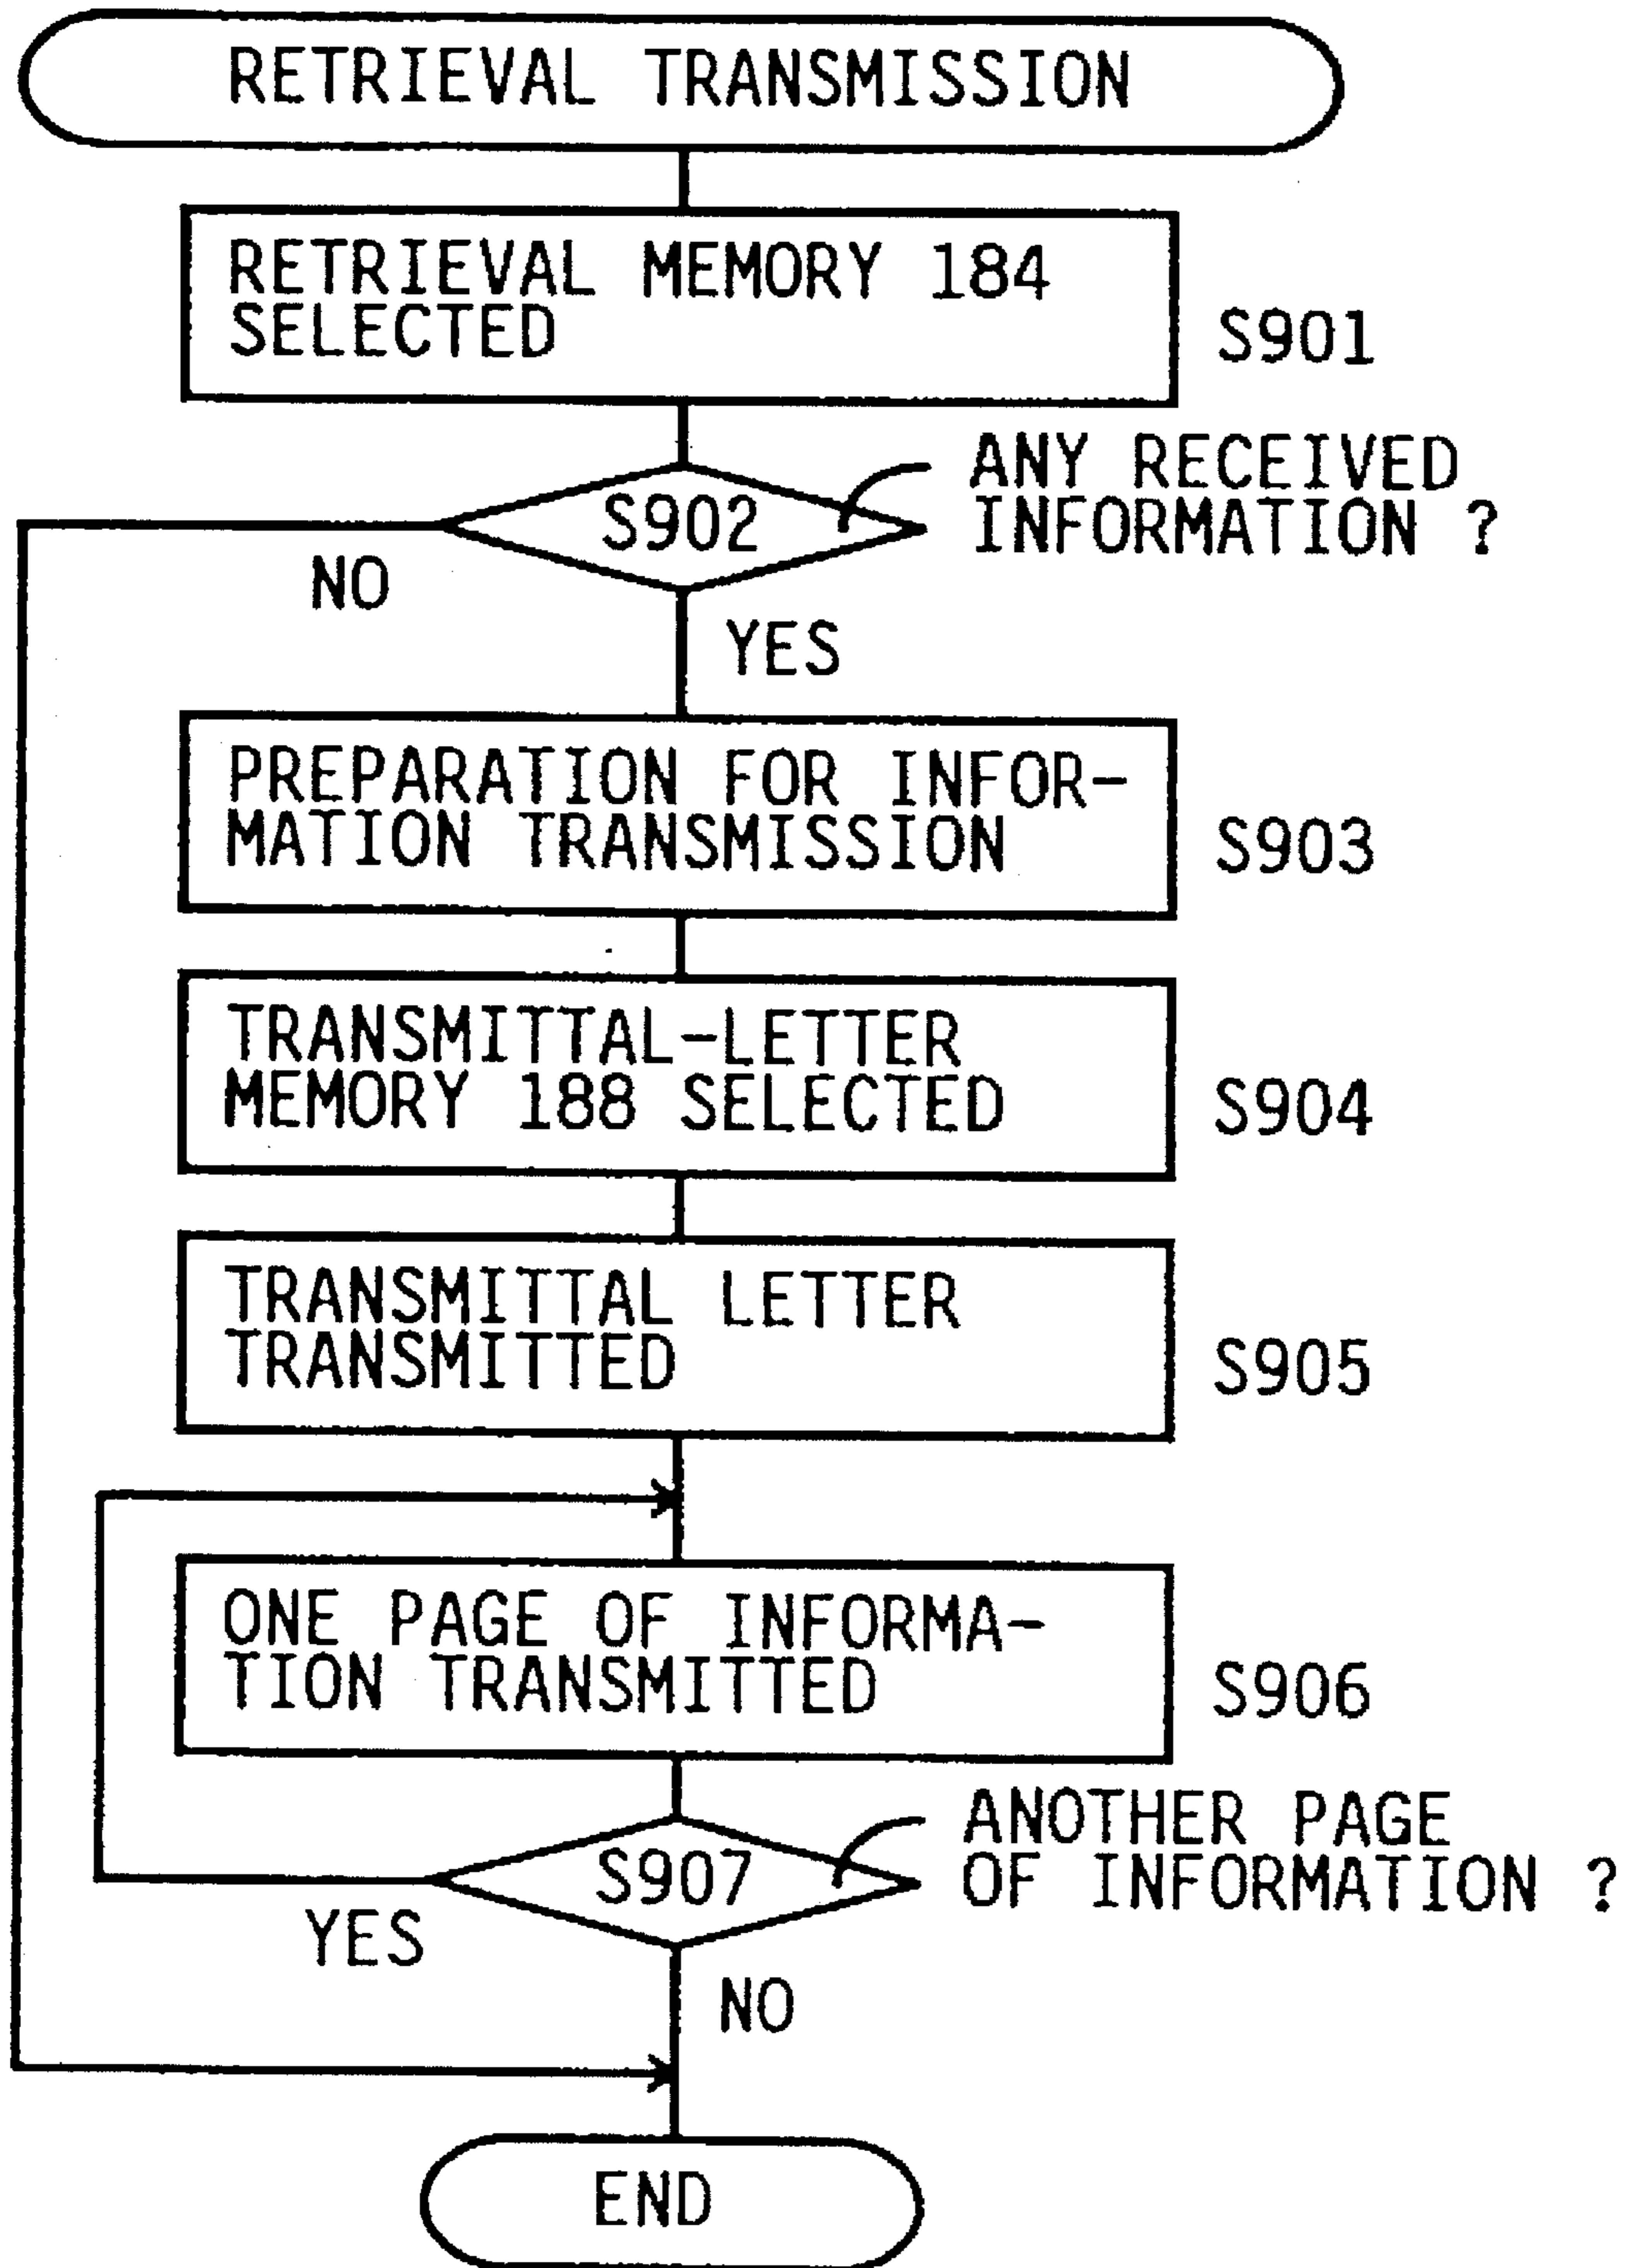 RETRIEVAL TRANSMISSION
RETRIEVAL MEMORY 184
SELECTED
S901
ANY RECEIVED
INFORMATION ?
S902
NO
YES
PREPARATION FOR INFOR-
MATION TRANSMISSION
S903
TRANSMITTAL-LETTER
MEMORY 188 SELECTED
S904
TRANSMITTAL LETTER
TRANSMITTED
S905
ONE PAGE OF INFORMA-
TION TRANSMITTED
S906
ANOTHER PAGE
OF INFORMATION ?
S907
YES
NO
END